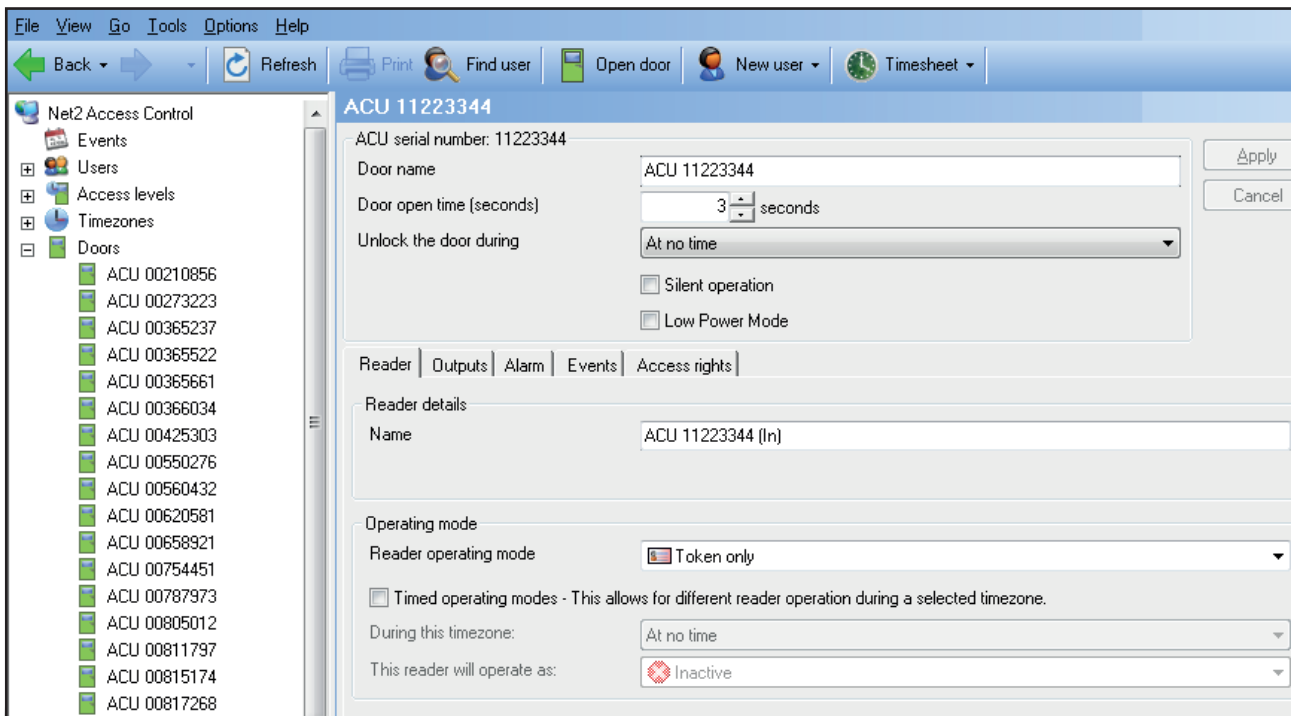 File View Go Tools Options Help
Back Refresh Print Find user Open door New user Timesheet
Net2 Access Control
Events
Users
Access levels
Timezones
Doors
ACU 00210856
ACU 00273223
ACU 00365237
ACU 00365522
ACU 00365661
ACU 00366034
ACU 00425303
ACU 00550276
ACU 00560432
ACU 00620581
ACU 00658921
ACU 00754451
ACU 00787973
ACU 00805012
ACU 00811797
ACU 00815174
ACU 00817268
ACU 11223344
ACU serial number: 11223344
Door name ACU 11223344
Door open time (seconds) 3 seconds
Unlock the door during At no time
Silent operation
Low Power Mode
Apply
Cancel
Reader Outputs Alarm Events Access rights
Reader details
Name ACU 11223344 (In)
Operating mode
Reader operating mode Token only
Timed operating modes - This allows for different reader operation during a selected timezone.
During this timezone: At no time
This reader will operate as: Inactive